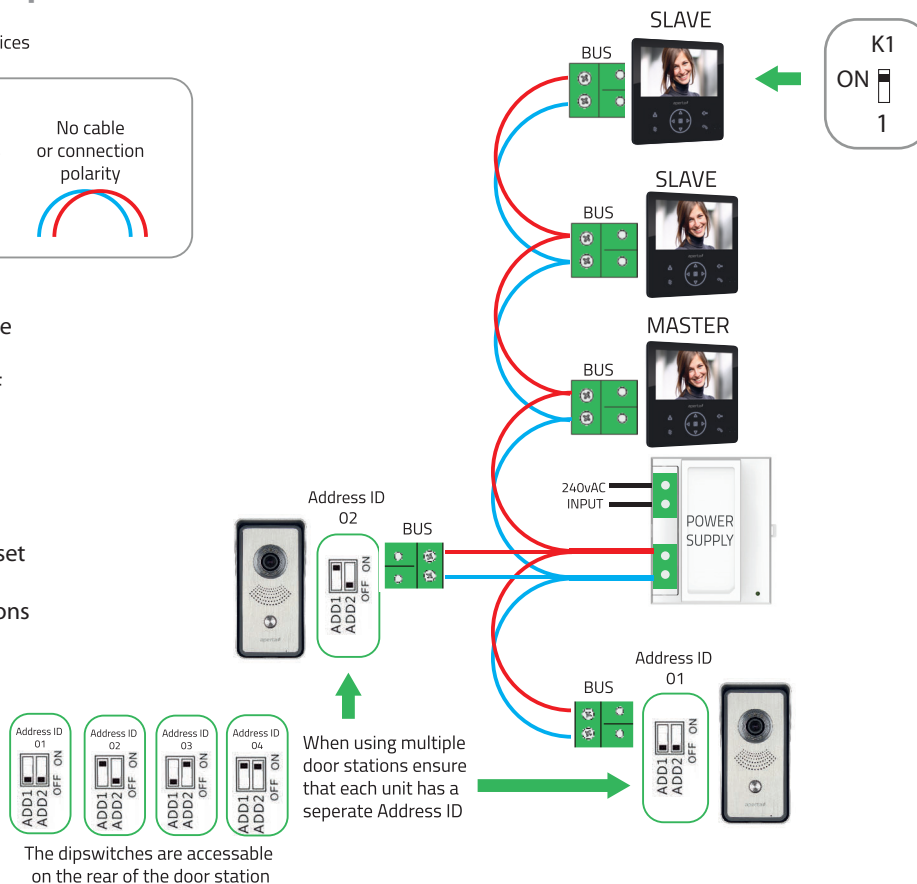 ices
No cable
or connection
polarity
SLAVE
BUS
K1
ON
1
SLAVE
BUS
e
MASTER
:
BUS
240vAC
INPUT
POWER
SUPPLY
Address ID
02
BUS
ADD1
ADD2
OFF ON
set
ons
Address ID
01
BUS
ADD1
ADD2
OFF ON
Address ID
01
ADD1
ADD2
OFF ON
Address ID
02
ADD1
ADD2
OFF ON
Address ID
03
ADD1
ADD2
OFF ON
Address ID
04
ADD1
ADD2
OFF ON
When using multiple
door stations ensure
that each unit has a
seperate Address ID
The dipswitches are accessable
on the rear of the door station